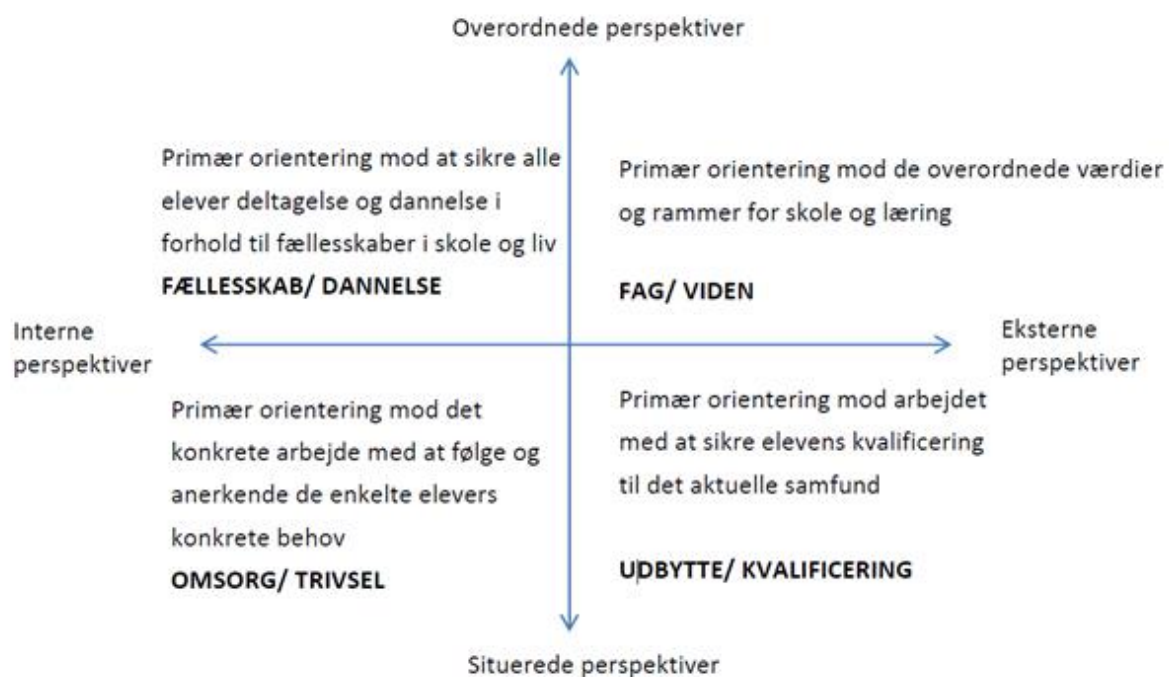 Overordnede perspektiver
Primær orientering mod at sikre alle
elever deltagelse og dannelse i
forhold til fællesskaber i skole og liv
FÆLLESSKAB/ DANNELSE
Primær orientering mod de overordnede værdier
og rammer for skole og læring
FAG/ VIDEN
Interne
perspektiver
Eksterne
perspektiver
Primær orientering mod det
konkrete arbejde med at følge og
anerkende de enkelte elevers
konkrete behov
OMSORG/ TRIVSEL
Primær orientering mod arbejdet
med at sikre elevens kvalificering
til det aktuelle samfund
UDBYTTE/ KVALIFICERING
Situerede perspektiver